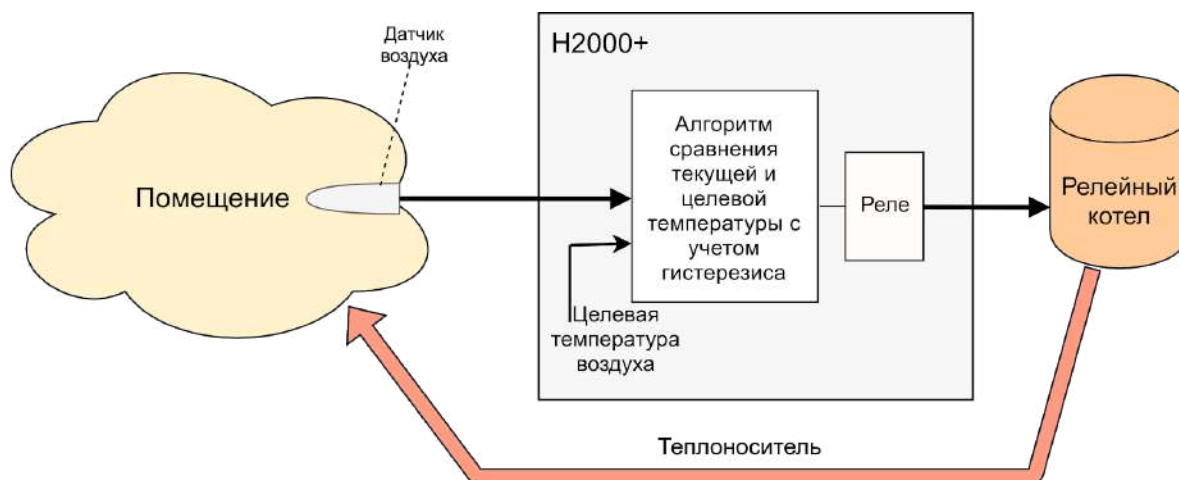 Датчик
воздуха
H2000+
Помещение
Алгоритм
сравнения
текущей и
целевой
температуры с
учетом
гистерезиса
Реле
Релейный
котел
Целевая
температура
воздуха
Теплоноситель